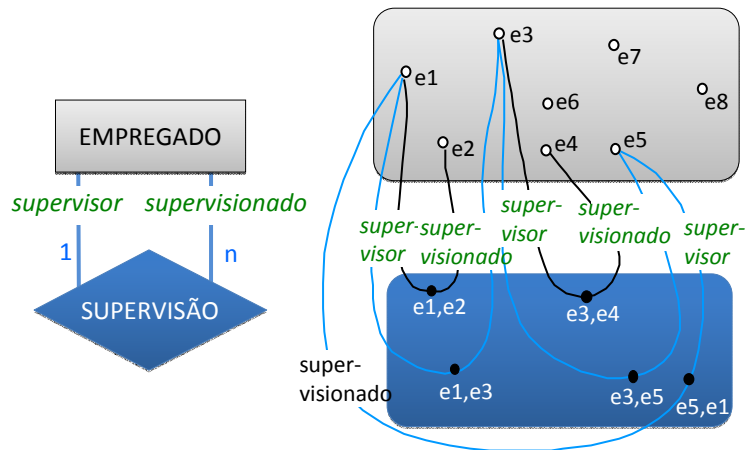 EMPREGADO
supervisor
supervisionado
1
n
SUPERVISÃO
e1
e2
e3
e4
e5
e6
e7
e8
super-
visor
super-
visionado
super-
visor
super-
visionado
super-
visor
e1,e2
e3,e4
e1,e3
e3,e5
e5,e1
super-
visionado